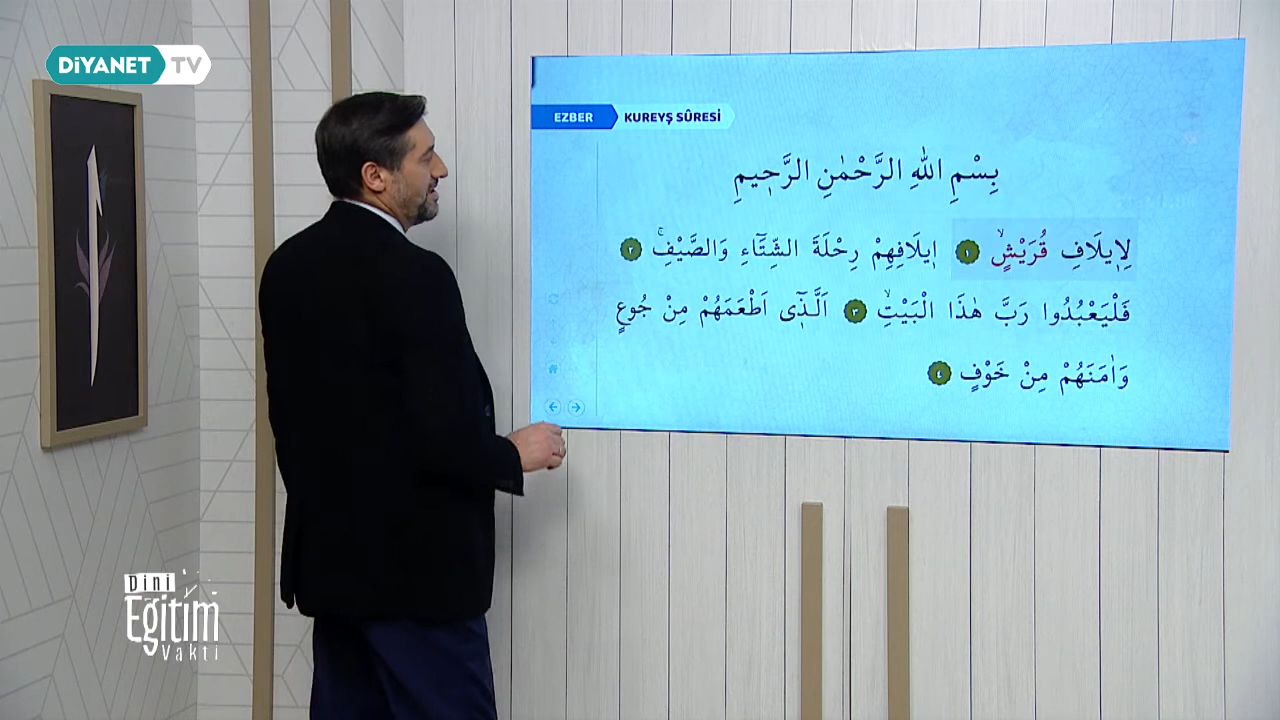 DİYANET TV
EZBER KUREYŞ SÛRESİ
بِسْمِ اللّٰهِ الرَّحْمٰنِ الرَّح۪يمِ
لِا۪يلَافِ قُرَيْشٍۙ ١ ا۪يلَافِهِمْ رِحْلَةَ الشِّتَٓاءِ وَالصَّيْفِۚ ٢
فَلْيَعْبُدُوا رَبَّ هٰذَا الْبَيْتِۙ ٣ اَلَّـذ۪ٓى اَطْعَمَهُمْ مِنْ جُوعٍ
وَاٰمَنَهُمْ مِنْ خَوْفٍ ٤
Dini
Eğitim
Vakti